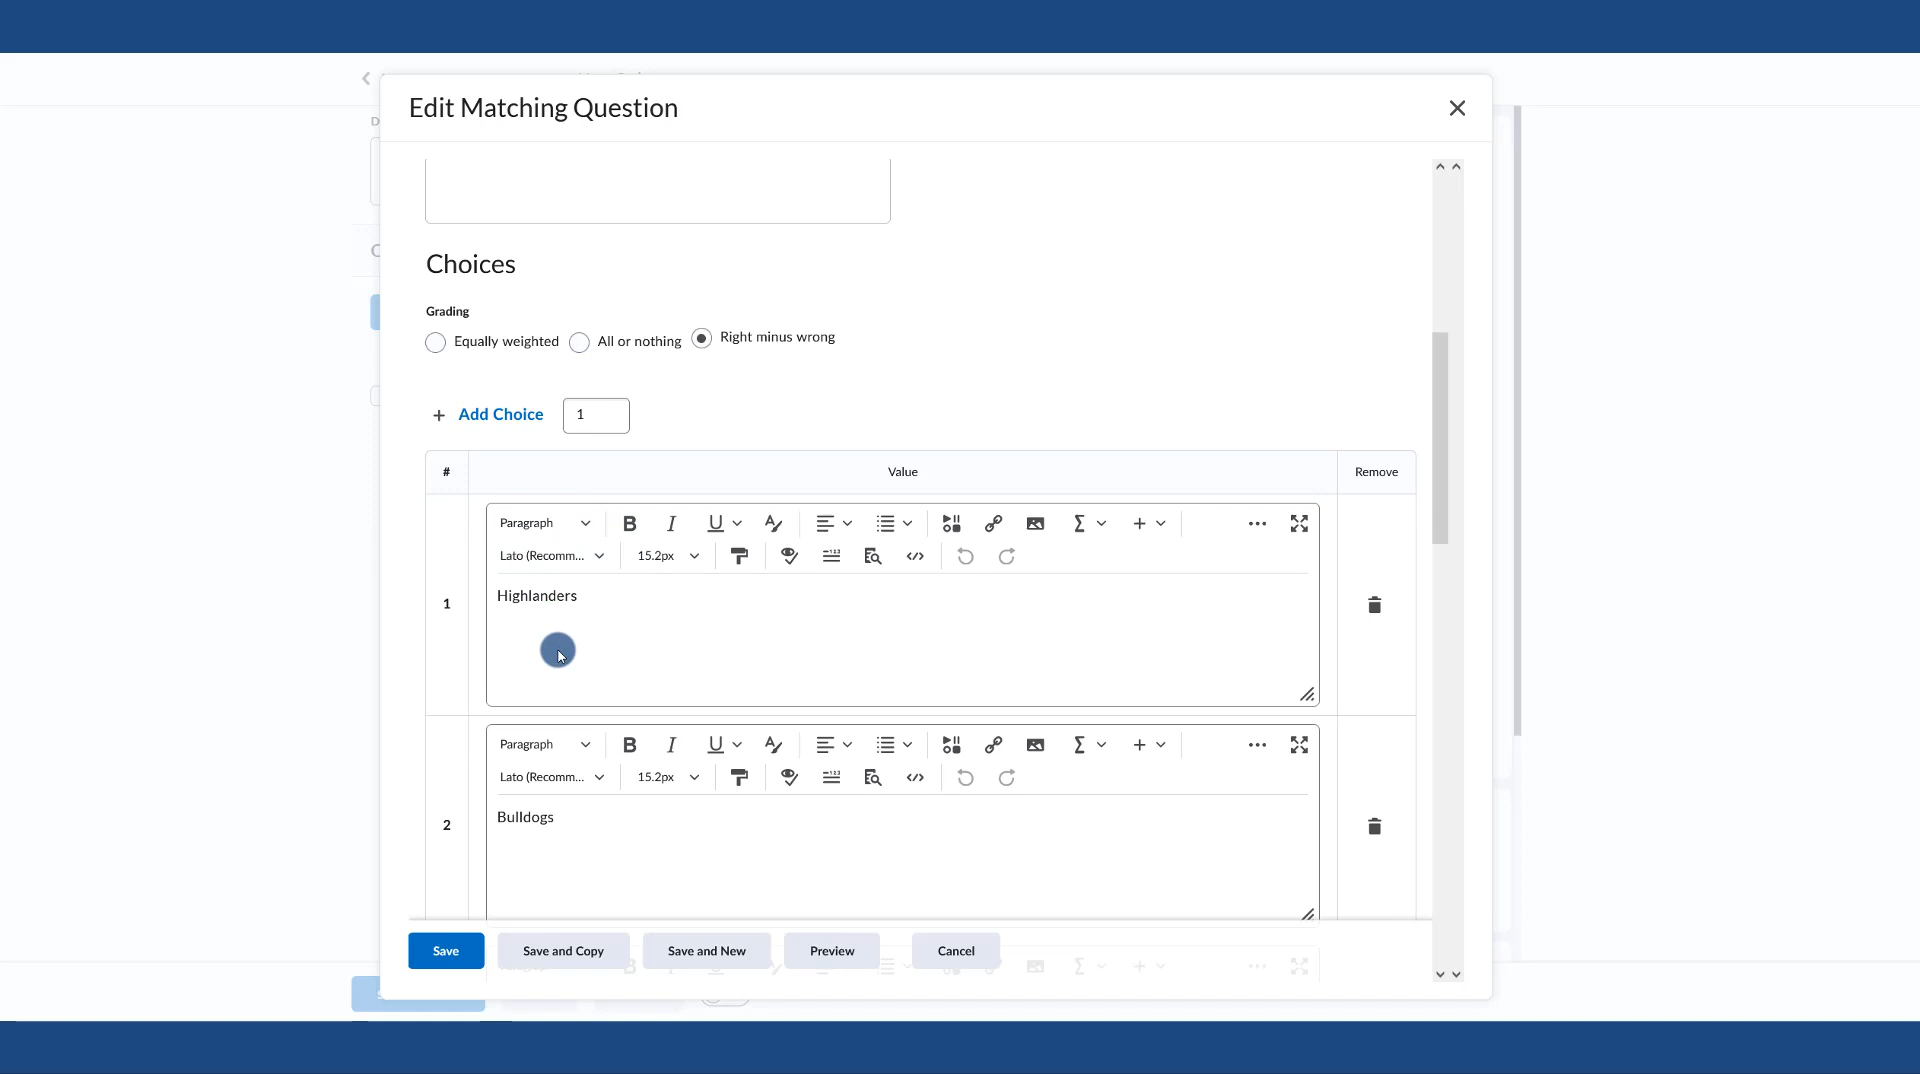 Edit Matching Question
Choices
Grading
Equally weighted All or nothing Right minus wrong
Add Choice 1
# Value Remove
Paragraph B I U
Lato (Recomm... 15.2px
Highlanders
1
Paragraph B I U
Lato (Recomm... 15.2px
Bulldogs
2
Save Save and Copy Save and New Preview Cancel